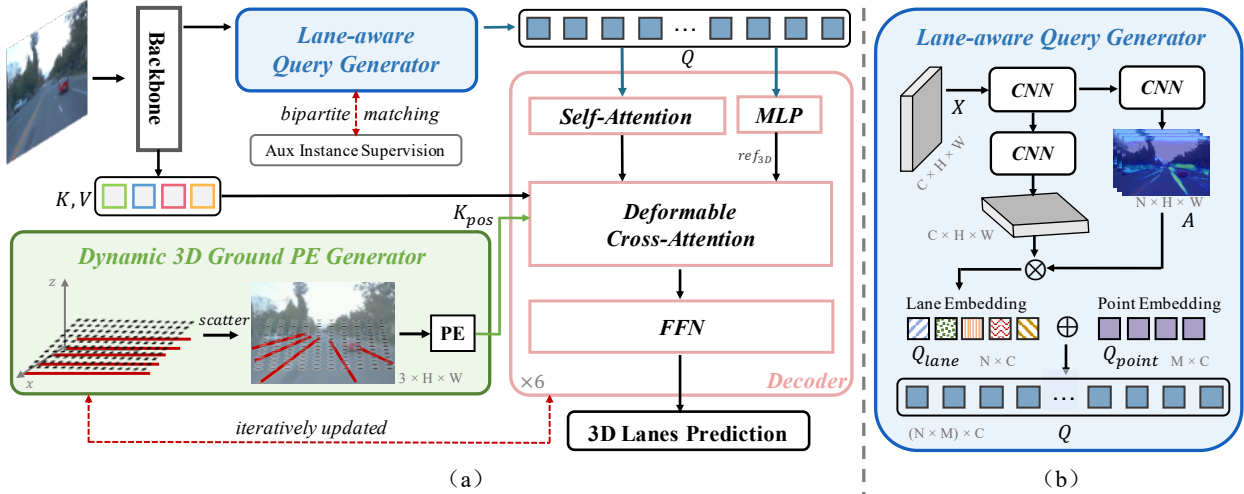 Backbone
Lane-aware
Query Generator
Q
bipartite matching
Aux Instance Supervision
K, V
Self-Attention
MLP
ref3D
Kpos
Deformable
Cross-Attention
FFN
×6
Decoder
3D Lanes Prediction
Dynamic 3D Ground PE Generator
z
x
scatter
PE
3 × H × W
iteratively updated
(a)
Lane-aware Query Generator
X
C × H × W
CNN
CNN
CNN
N × H × W
A
C × H × W
Lane Embedding
Point Embedding
Qlane
N × C
Qpoint
M × C
(N × M) × C
Q
(b)